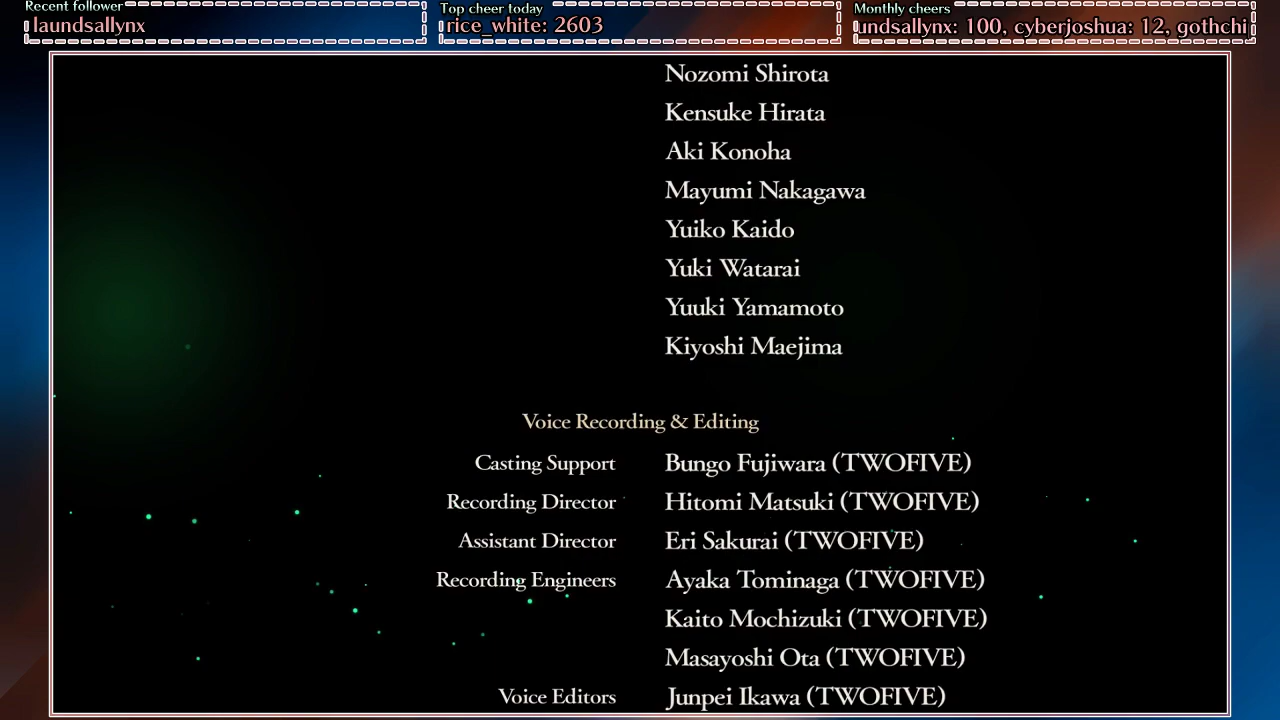 Recent follower
laundsallynx
Top cheer today
rice_white: 2603
Monthly cheers
undsallynx: 100, cyberjoshua: 12, gothchi
Nozomi Shirota
Kensuke Hirata
Aki Konoha
Mayumi Nakagawa
Yuiko Kaido
Yuki Watarai
Yuuki Yamamoto
Kiyoshi Maejima
Voice Recording & Editing
Casting Support Bungo Fujiwara (TWOFIVE)
Recording Director Hitomi Matsuki (TWOFIVE)
Assistant Director Eri Sakurai (TWOFIVE)
Recording Engineers Ayaka Tominaga (TWOFIVE)
Kaito Mochizuki (TWOFIVE)
Masayoshi Ota (TWOFIVE)
Voice Editors Junpei Ikawa (TWOFIVE)